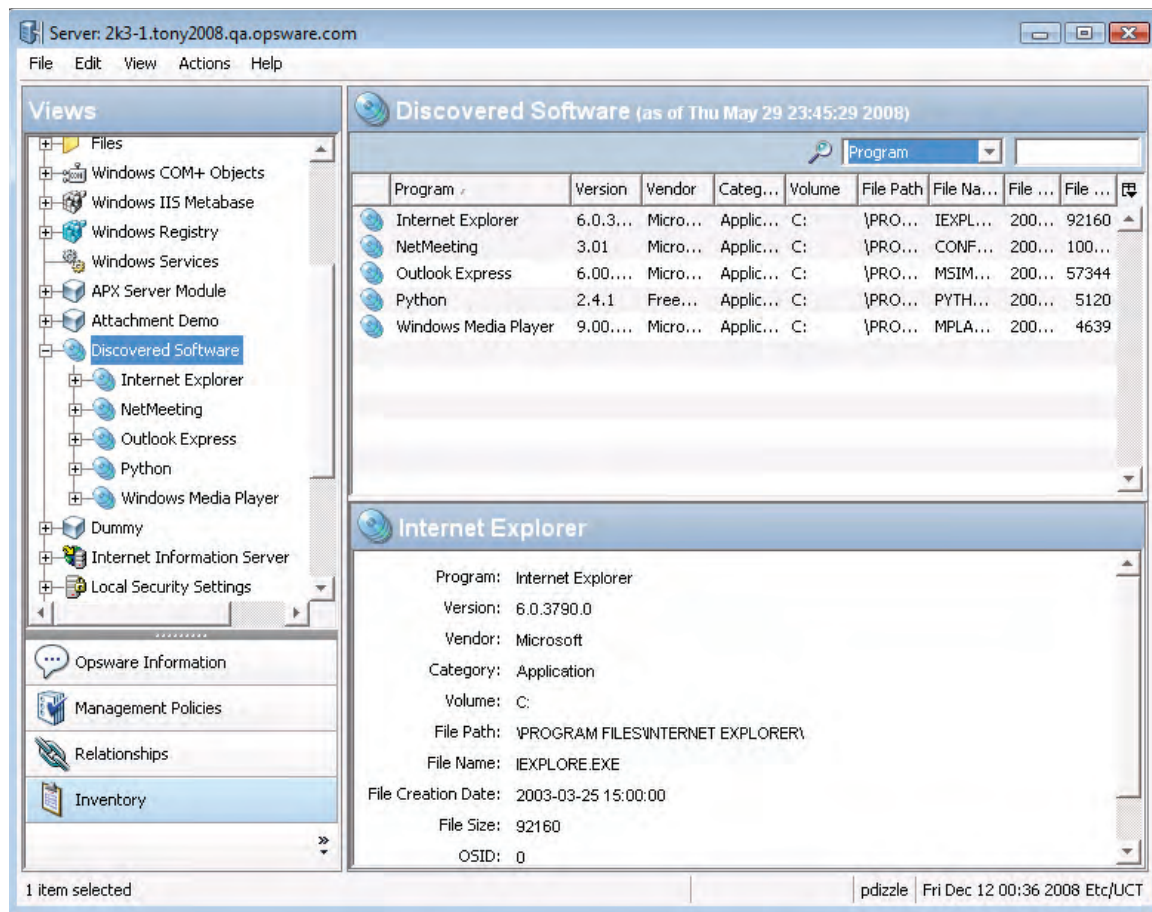 Server: 2k3-1.tony2008.qa.opsware.com
File Edit View Actions Help
Views
Files
Windows COM+ Objects
Windows IIS Metabase
Windows Registry
Windows Services
APX Server Module
Attachment Demo
Discovered Software
Internet Explorer
NetMeeting
Outlook Express
Python
Windows Media Player
Dummy
Internet Information Server
Local Security Settings
Opsware Information
Management Policies
Relationships
Inventory
Discovered Software (as of Thu May 29 23:45:29 2008)
Program
Program Version Vendor Categ... Volume File Path File Na... File ... File ...
Internet Explorer 6.0.3... Micro... Applic... C: \PRO... IEXPL... 200... 92160
NetMeeting 3.01 Micro... Applic... C: \PRO... CONF... 200... 100...
Outlook Express 6.00.... Micro... Applic... C: \PRO... MSIM... 200... 57344
Python 2.4.1 Free... Applic... C: \PRO... PYTH... 200... 5120
Windows Media Player 9.00.... Micro... Applic... C: \PRO... MPLA... 200... 4639
Internet Explorer
Program: Internet Explorer
Version: 6.0.3790.0
Vendor: Microsoft
Category: Application
Volume: C:
File Path: \PROGRAM FILES\INTERNET EXPLORER\
File Name: IEXPLORE.EXE
File Creation Date: 2003-03-25 15:00:00
File Size: 92160
OSID: 0
1 item selected
pdizzle Fri Dec 12 00:36 2008 Etc/UCT